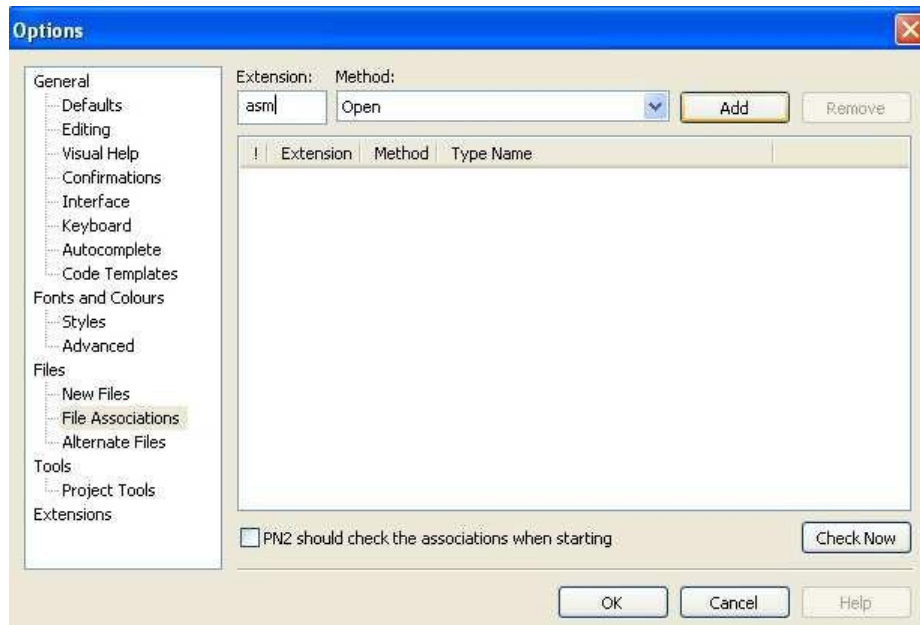 Options
General
Defaults
Editing
Visual Help
Confirmations
Interface
Keyboard
Autocomplete
Code Templates
Fonts and Colours
Styles
Advanced
Files
New Files
File Associations
Alternate Files
Tools
Project Tools
Extensions
Extension: Method:
asm Open Add Remove
! Extension Method Type Name
PN2 should check the associations when starting Check Now
OK Cancel Help